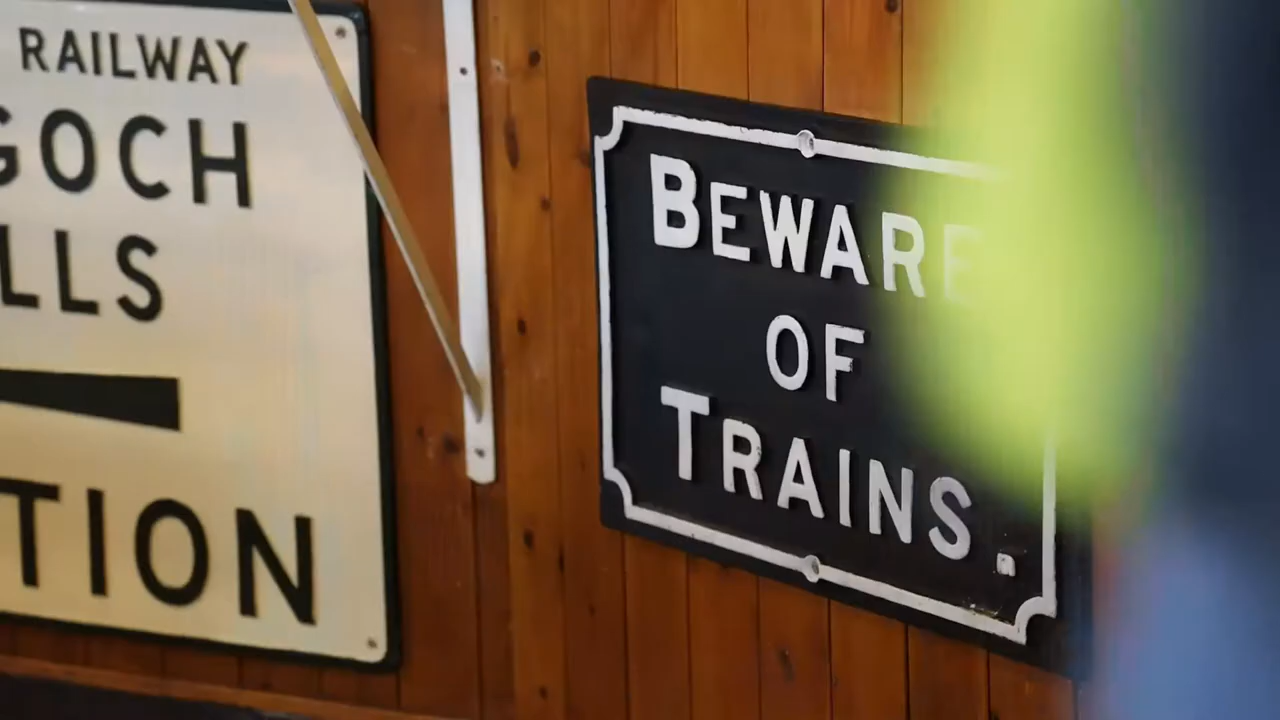 RAILWAY
GOCH
LLS
TION
BEWARE
OF
TRAINS.